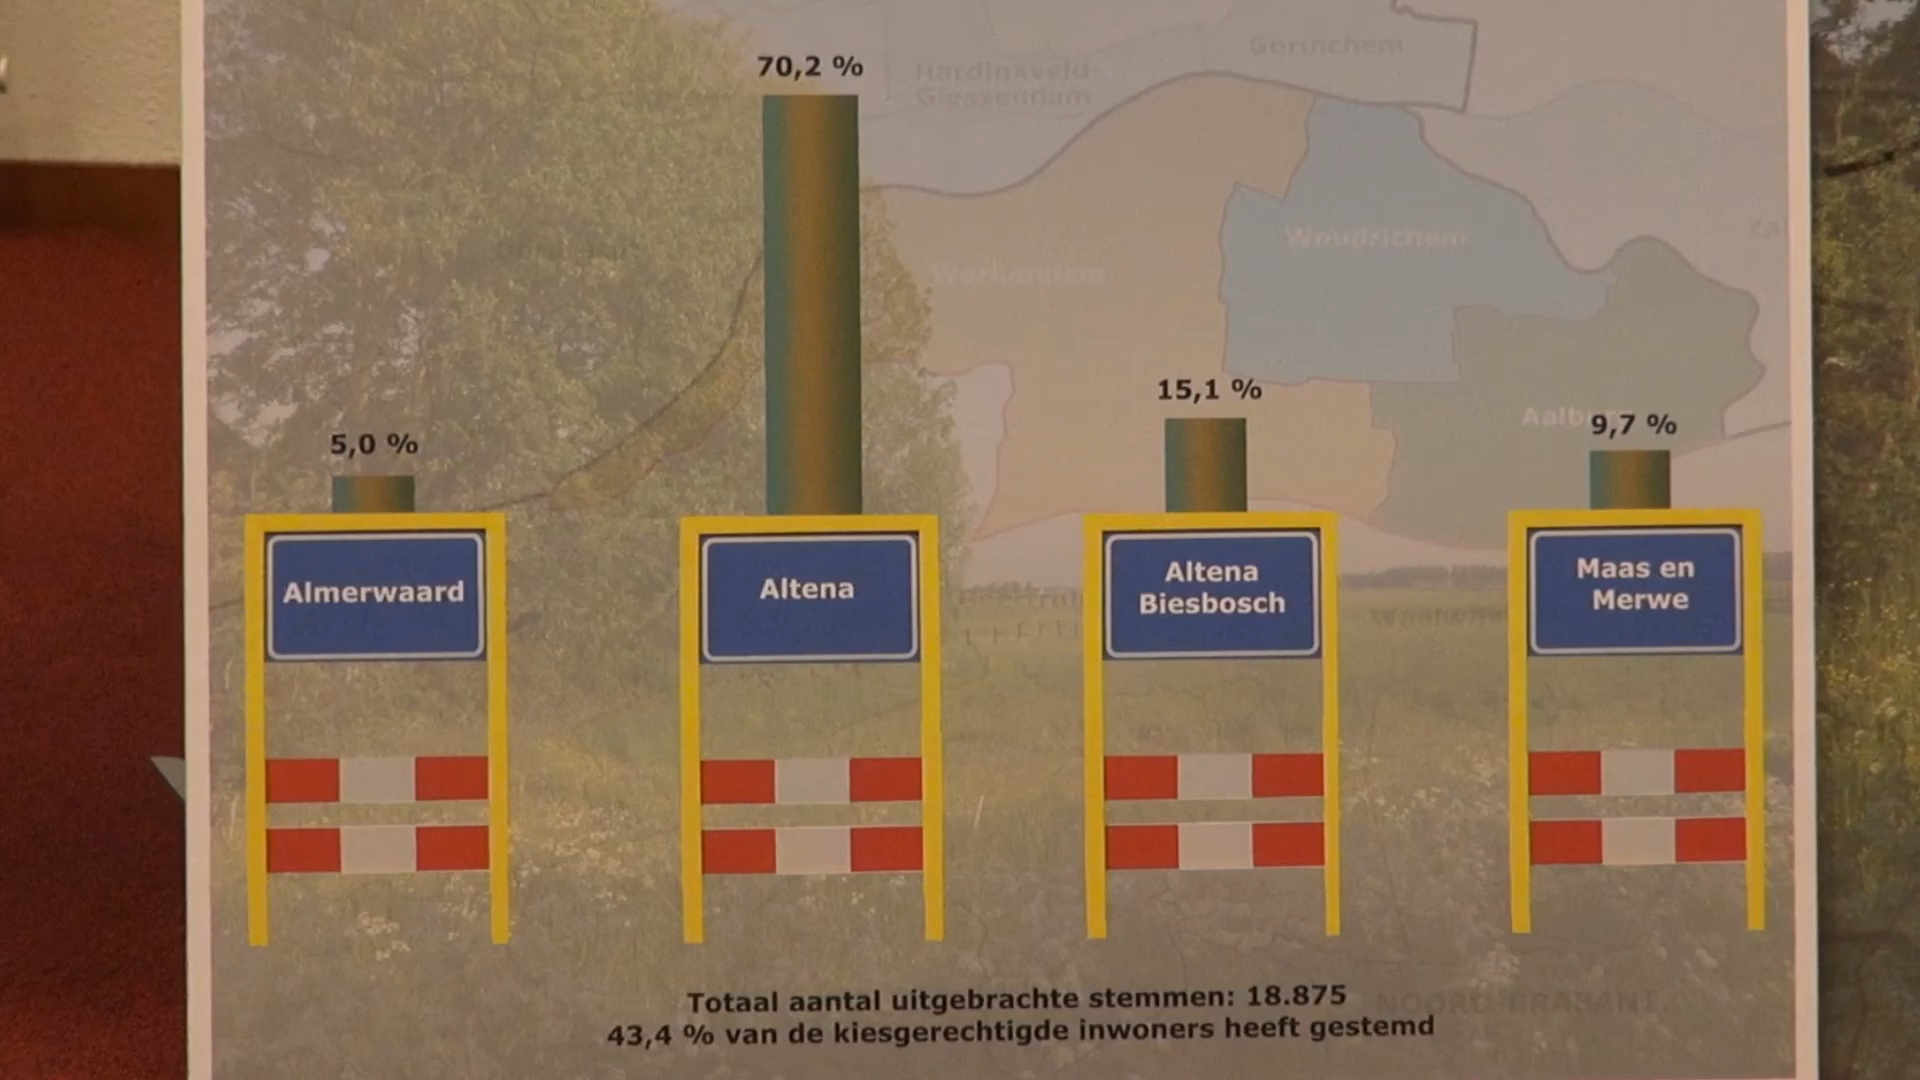 70,2 %
Hardinxveld-
Giessendam
Gorinchem
Woudrichem
Werkendam
15,1 %
5,0 %
9,7 %
Almerwaard
Altena
Altena
Biesbosch
Maas en
Merwe
Totaal aantal uitgebrachte stemmen: 18.875
NOORD-BRABANT
43,4 % van de kiesgerechtigde inwoners heeft gestemd